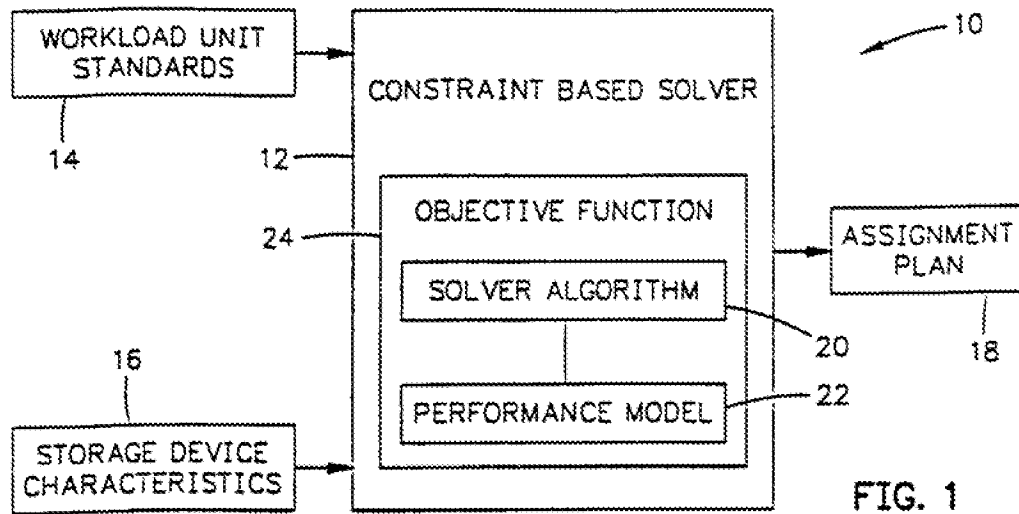 WORKLOAD UNIT
STANDARDS
14
CONSTRAINT BASED SOLVER
10
12
OBJECTIVE FUNCTION
24
SOLVER ALGORITHM
20
PERFORMANCE MODEL
22
ASSIGNMENT
PLAN
18
16
STORAGE DEVICE
CHARACTERISTICS
FIG. 1